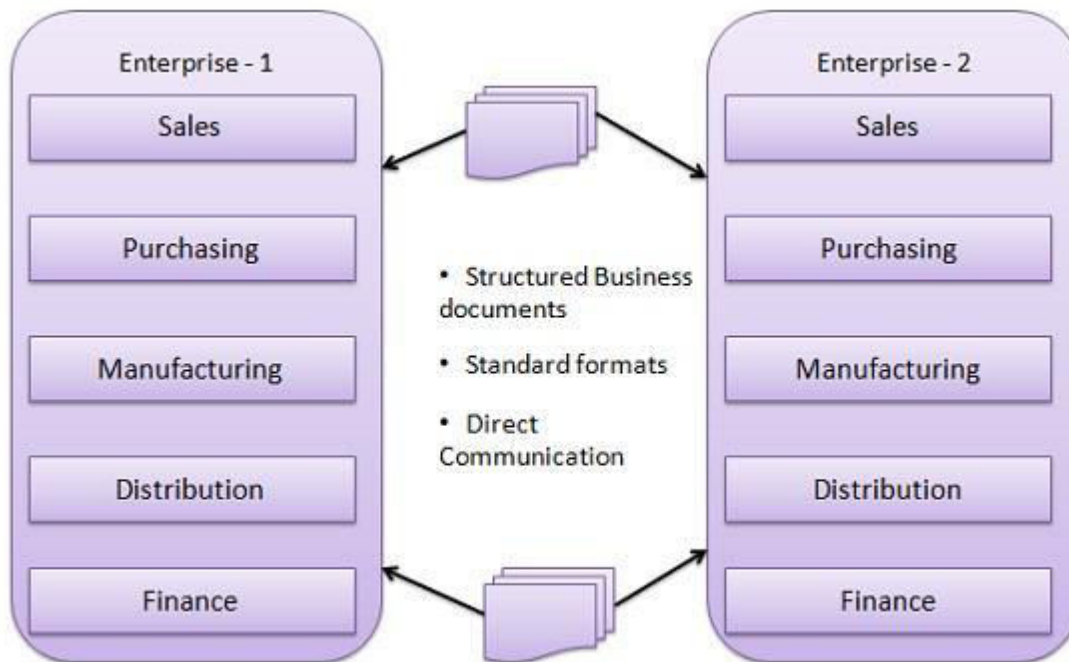 Enterprise - 1
Sales
Purchasing
Manufacturing
Distribution
Finance
• Structured Business
documents
• Standard formats
• Direct
Communication
Enterprise - 2
Sales
Purchasing
Manufacturing
Distribution
Finance